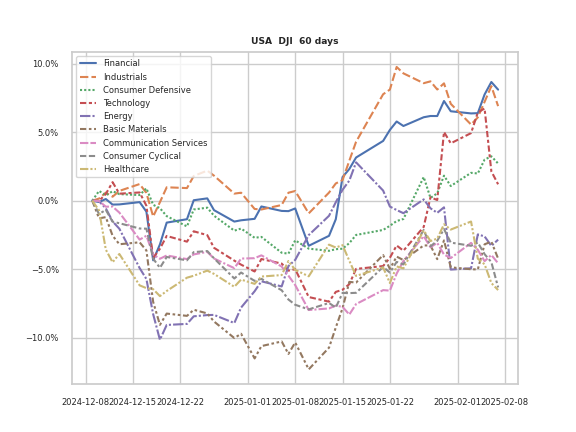 USA  DJI  60 days
10.0%
5.0%
0.0%
−5.0%
−10.0%
Financial
Industrials
Consumer Defensive
Technology
Energy
Basic Materials
Communication Services
Consumer Cyclical
Healthcare
2024-12-08
2024-12-15
2024-12-22
2025-01-01
2025-01-08
2025-01-15
2025-01-22
2025-02-01
2025-02-08